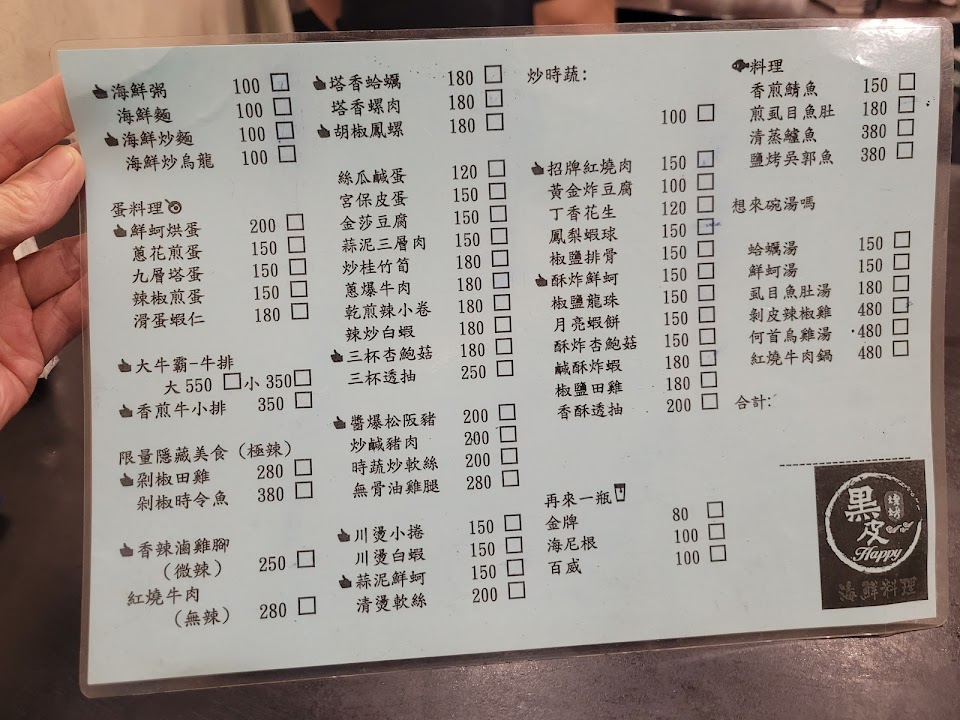 海鮮粥 100
海鮮麵 100
海鮮炒麵 100
海鮮炒烏龍 100
蛋料理
鮮蚵烘蛋 200
蔥花煎蛋 150
九層塔蛋 150
辣椒煎蛋 150
滑蛋蝦仁 180
大牛霸-牛排
大550 小350
香煎牛小排 350
限量隱藏美食(極辣)
剁椒田雞 280
剁椒時令魚 380
香辣滷雞腳 250
(微辣)
紅燒牛肉
(無辣) 280
塔香蛤蠣 180
塔香螺肉 180
胡椒鳳螺 180
絲瓜鹹蛋 120
宮保皮蛋 150
金莎豆腐 150
蒜泥三層肉 150
炒桂竹筍 180
蔥爆牛肉 180
乾煎辣小卷 180
辣炒白蝦 180
三杯杏鮑菇 180
三杯透抽 250
醬爆松阪豬 200
炒鹹豬肉 200
時蔬炒軟絲 200
無骨油雞腿 280
川燙小捲 150
川燙白蝦 150
蒜泥鮮蚵 150
清燙軟絲 200
炒時蔬:
100
招牌紅燒肉 150
黃金炸豆腐 100
丁香花生 120
鳳梨蝦球 150
椒鹽排骨 150
酥炸鮮蚵 150
椒鹽龍珠 150
月亮蝦餅 150
酥炸杏鮑菇 150
鹹酥炸蝦 180
椒鹽田雞 180
香酥透抽 200
再來一瓶
金牌 80
海尼根 100
百威 100
料理
香煎鯖魚 150
煎虱目魚肚 180
清蒸鱸魚 380
鹽烤吳郭魚 380
想來碗湯嗎
蛤蠣湯 150
鮮蚵湯 150
虱目魚肚湯 180
剝皮辣椒雞 480
何首烏雞湯 480
紅燒牛肉鍋 480
合計:
黑皮
Happy
海鮮料理